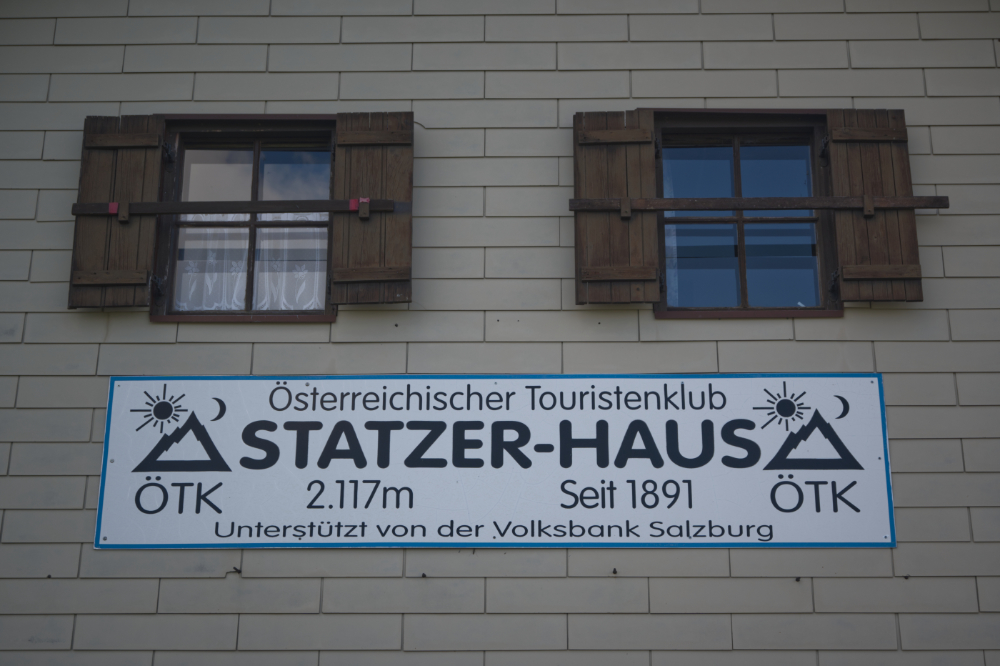 Österreichischer Touristenklub
STATZER-HAUS
ÖTK 2.117m Seit 1891 ÖTK
Unterstützt von der Volksbank Salzburg